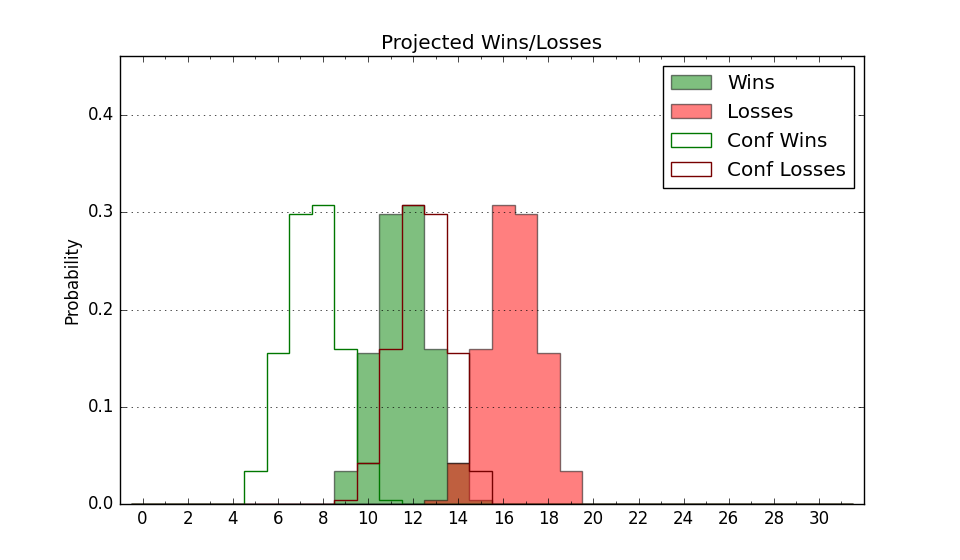 Projected Wins/Losses
Wins
Losses
Conf Wins
Conf Losses
Probability
0.4
0.3
0.2
0.1
0.0
0 2 4 6 8 10 12 14 16 18 20 22 24 26 28 30